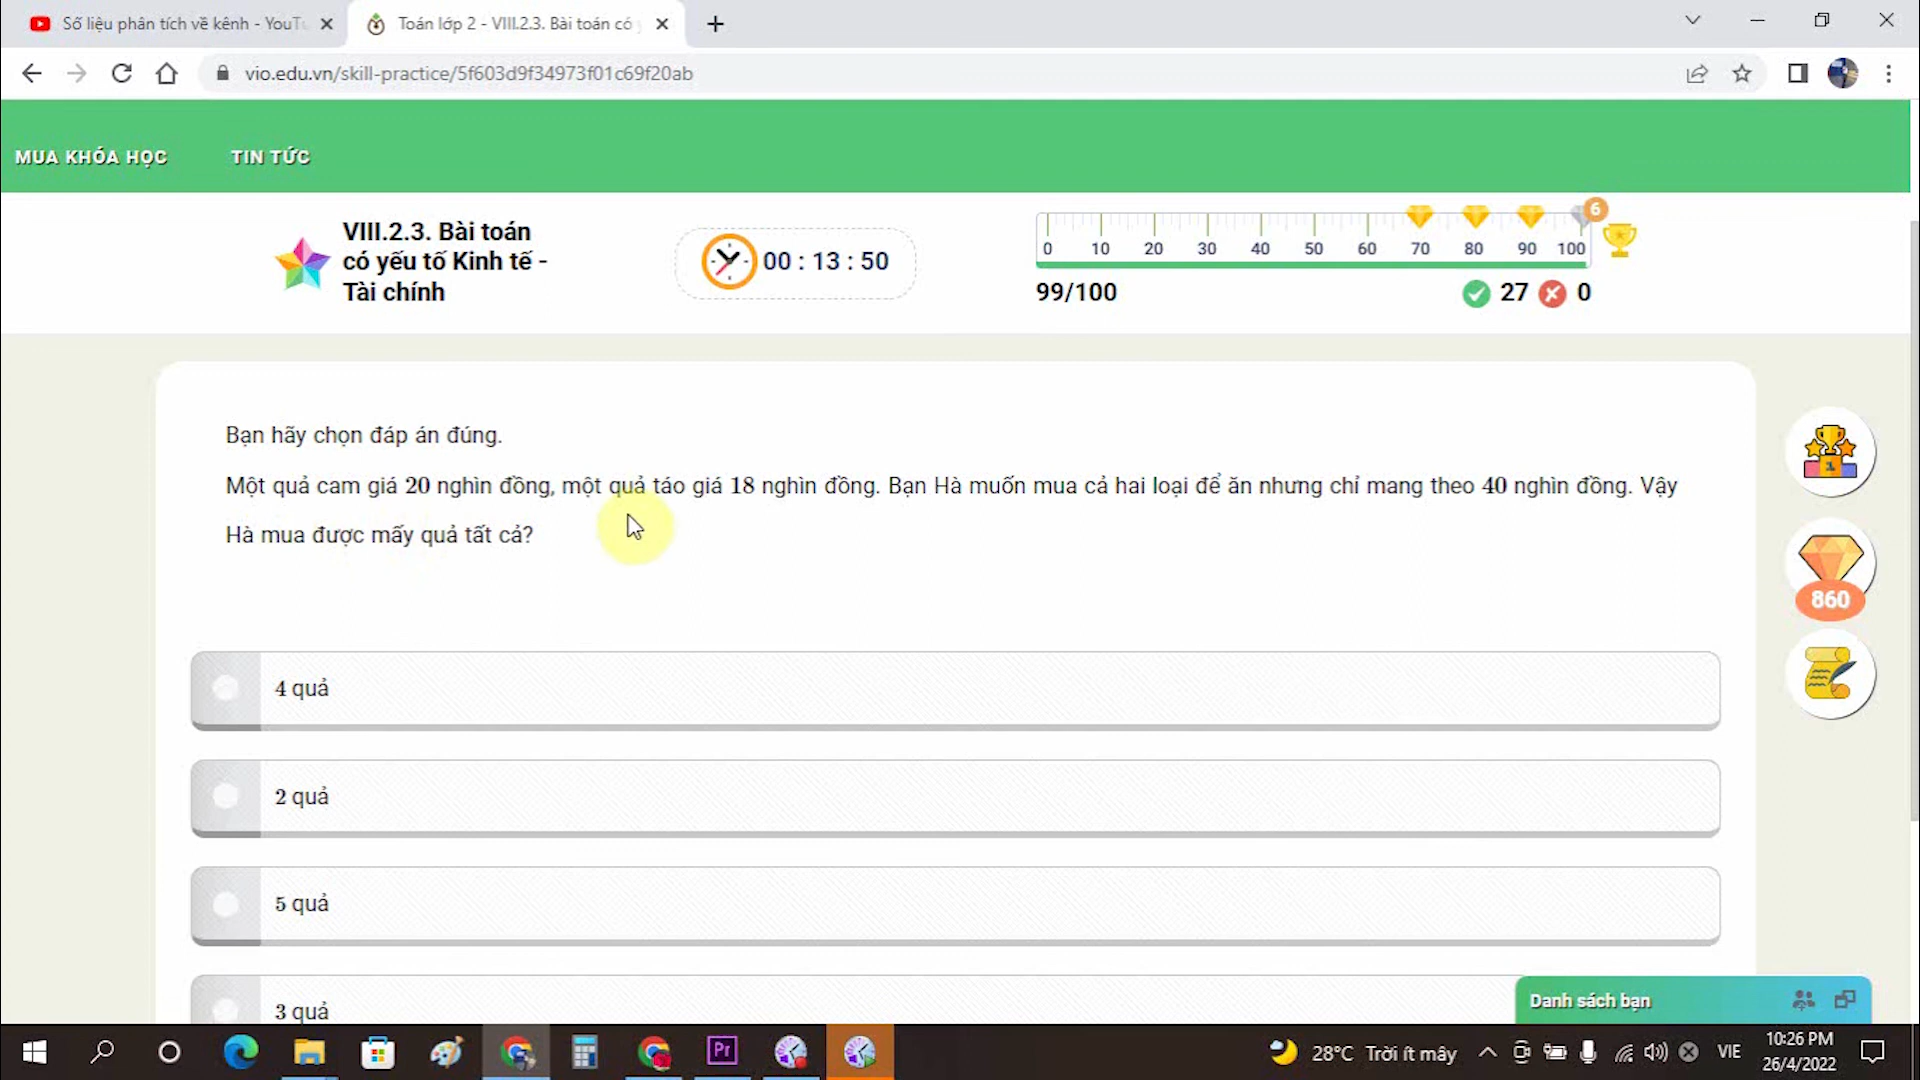 Số liệu phân tích về kênh - YouTu
Toán lớp 2 - VIII.2.3. Bài toán có y
vio.edu.vn/skill-practice/5f603d9f34973f01c69f20ab
MUA KHÓA HỌC TIN TỨC
VIII.2.3. Bài toán
có yếu tố Kinh tế -
Tài chính
00 : 13 : 50
6
0 10 20 30 40 50 60 70 80 90 100
99/100
27 0
Bạn hãy chọn đáp án đúng.
Một quả cam giá 20 nghìn đồng, một quả táo giá 18 nghìn đồng. Bạn Hà muốn mua cả hai loại để ăn nhưng chỉ mang theo 40 nghìn đồng. Vậy
Hà mua được mấy quả tất cả?
1
860
4 quả
2 quả
5 quả
3 quả
Danh sách bạn
Pr
28°C Trời ít mây
VIE
10:26 PM
26/4/2022